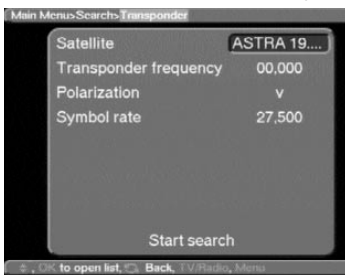 Main Menu>Search>Transponder
Satellite ASTRA 19....
Transponder frequency 00,000
Polarization v
Symbol rate 27,500
Start search
, OK to open list, Back, TV/Radio, Menu